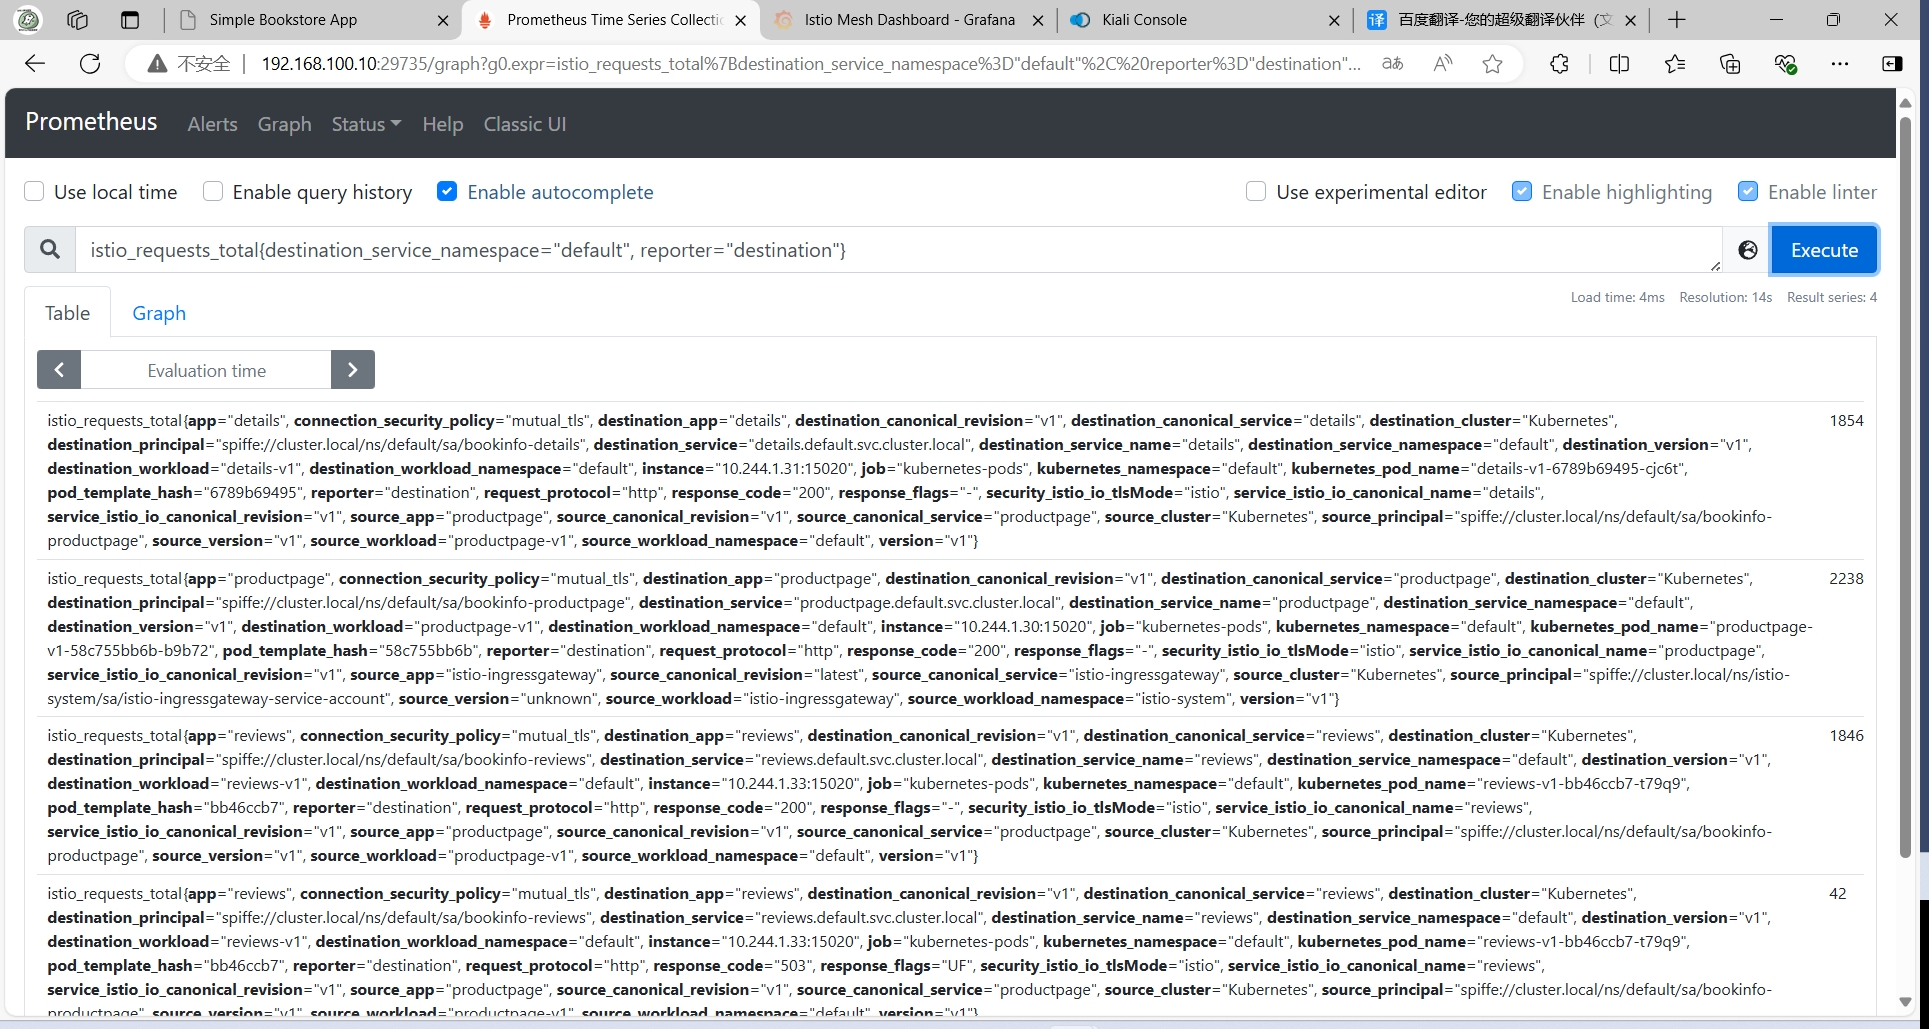 Simple Bookstore App
Prometheus Time Series Collectic
Istio Mesh Dashboard - Grafana
Kiali Console
译 百度翻译-您的超级翻译伙伴（文
不安全 192.168.100.10:29735/graph?g0.expr=istio_requests_total%7Bdestination_service_namespace%3D"default"%2C%20reporter%3D"destination"...
Prometheus Alerts Graph Status Help Classic UI
Use local time Enable query history Enable autocomplete Use experimental editor Enable highlighting Enable linter
istio_requests_total{destination_service_namespace="default", reporter="destination"} Execute
Load time: 4ms Resolution: 14s Result series: 4
Table Graph
Evaluation time
istio_requests_total{app="details", connection_security_policy="mutual_tls", destination_app="details", destination_canonical_revision="v1", destination_canonical_service="details", destination_cluster="Kubernetes", 1854
destination_principal="spiffe://cluster.local/ns/default/sa/bookinfo-details", destination_service="details.default.svc.cluster.local", destination_service_name="details", destination_service_namespace="default", destination_version="v1",
destination_workload="details-v1", destination_workload_namespace="default", instance="10.244.1.31:15020", job="kubernetes-pods", kubernetes_namespace="default", kubernetes_pod_name="details-v1-6789b69495-cjc6t",
pod_template_hash="6789b69495", reporter="destination", request_protocol="http", response_code="200", response_flags="-", security_istio_io_tlsMode="istio", service_istio_io_canonical_name="details",
service_istio_io_canonical_revision="v1", source_app="productpage", source_canonical_revision="v1", source_canonical_service="productpage", source_cluster="Kubernetes", source_principal="spiffe://cluster.local/ns/default/sa/bookinfo-
productpage", source_version="v1", source_workload="productpage-v1", source_workload_namespace="default", version="v1"}
istio_requests_total{app="productpage", connection_security_policy="mutual_tls", destination_app="productpage", destination_canonical_revision="v1", destination_canonical_service="productpage", destination_cluster="Kubernetes", 2238
destination_principal="spiffe://cluster.local/ns/default/sa/bookinfo-productpage", destination_service="productpage.default.svc.cluster.local", destination_service_name="productpage", destination_service_namespace="default",
destination_version="v1", destination_workload="productpage-v1", destination_workload_namespace="default", instance="10.244.1.30:15020", job="kubernetes-pods", kubernetes_namespace="default", kubernetes_pod_name="productpage-
v1-58c755bb6b-b9b72", pod_template_hash="58c755bb6b", reporter="destination", request_protocol="http", response_code="200", response_flags="-", security_istio_io_tlsMode="istio", service_istio_io_canonical_name="productpage",
service_istio_io_canonical_revision="v1", source_app="istio-ingressgateway", source_canonical_revision="latest", source_canonical_service="istio-ingressgateway", source_cluster="Kubernetes", source_principal="spiffe://cluster.local/ns/istio-
system/sa/istio-ingressgateway-service-account", source_version="unknown", source_workload="istio-ingressgateway", source_workload_namespace="istio-system", version="v1"}
istio_requests_total{app="reviews", connection_security_policy="mutual_tls", destination_app="reviews", destination_canonical_revision="v1", destination_canonical_service="reviews", destination_cluster="Kubernetes", 1846
destination_principal="spiffe://cluster.local/ns/default/sa/bookinfo-reviews", destination_service="reviews.default.svc.cluster.local", destination_service_name="reviews", destination_service_namespace="default", destination_version="v1",
destination_workload="reviews-v1", destination_workload_namespace="default", instance="10.244.1.33:15020", job="kubernetes-pods", kubernetes_namespace="default", kubernetes_pod_name="reviews-v1-bb46ccb7-t79q9",
pod_template_hash="bb46ccb7", reporter="destination", request_protocol="http", response_code="200", response_flags="-", security_istio_io_tlsMode="istio", service_istio_io_canonical_name="reviews",
service_istio_io_canonical_revision="v1", source_app="productpage", source_canonical_revision="v1", source_canonical_service="productpage", source_cluster="Kubernetes", source_principal="spiffe://cluster.local/ns/default/sa/bookinfo-
productpage", source_version="v1", source_workload="productpage-v1", source_workload_namespace="default", version="v1"}
istio_requests_total{app="reviews", connection_security_policy="mutual_tls", destination_app="reviews", destination_canonical_revision="v1", destination_canonical_service="reviews", destination_cluster="Kubernetes", 42
destination_principal="spiffe://cluster.local/ns/default/sa/bookinfo-reviews", destination_service="reviews.default.svc.cluster.local", destination_service_name="reviews", destination_service_namespace="default", destination_version="v1",
destination_workload="reviews-v1", destination_workload_namespace="default", instance="10.244.1.33:15020", job="kubernetes-pods", kubernetes_namespace="default", kubernetes_pod_name="reviews-v1-bb46ccb7-t79q9",
pod_template_hash="bb46ccb7", reporter="destination", request_protocol="http", response_code="503", response_flags="UF", security_istio_io_tlsMode="istio", service_istio_io_canonical_name="reviews",
service_istio_io_canonical_revision="v1", source_app="productpage", source_canonical_revision="v1", source_canonical_service="productpage", source_cluster="Kubernetes", source_principal="spiffe://cluster.local/ns/default/sa/bookinfo-
productpage", source_version="v1", source_workload="productpage-v1", source_workload_namespace="default", version="v1"}